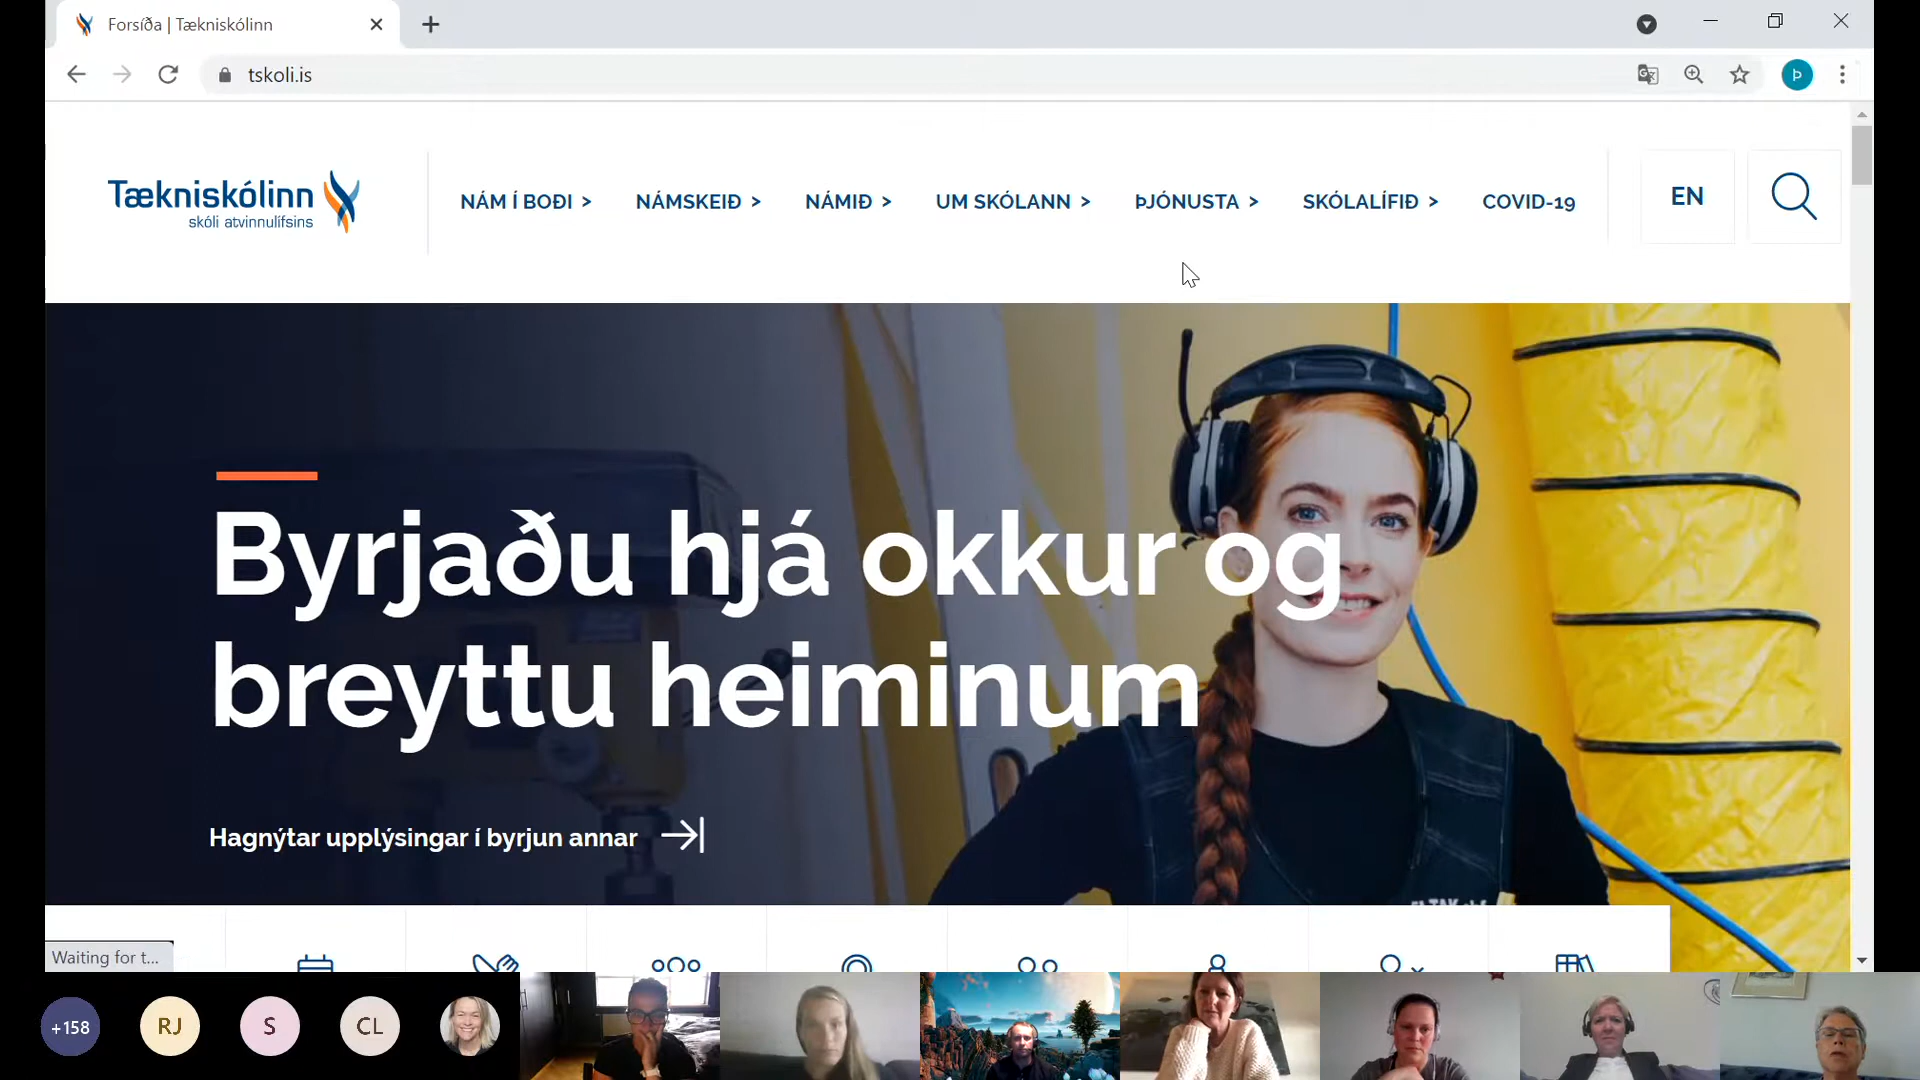 Forsíða | Tækniskólinn
tskoli.is
Þ
Tækniskólinn
skóli atvinnulífsins
NÁM Í BOÐI >
NÁMSKEIÐ >
NÁMIÐ >
UM SKÓLANN >
ÞJÓNUSTA >
SKÓLALÍFIÐ >
COVID-19
EN
Byrjaðu hjá okkur og
breyttu heiminum
Hagnýtar upplýsingar í byrjun annar
Waiting for t...
+158
RJ
S
CL